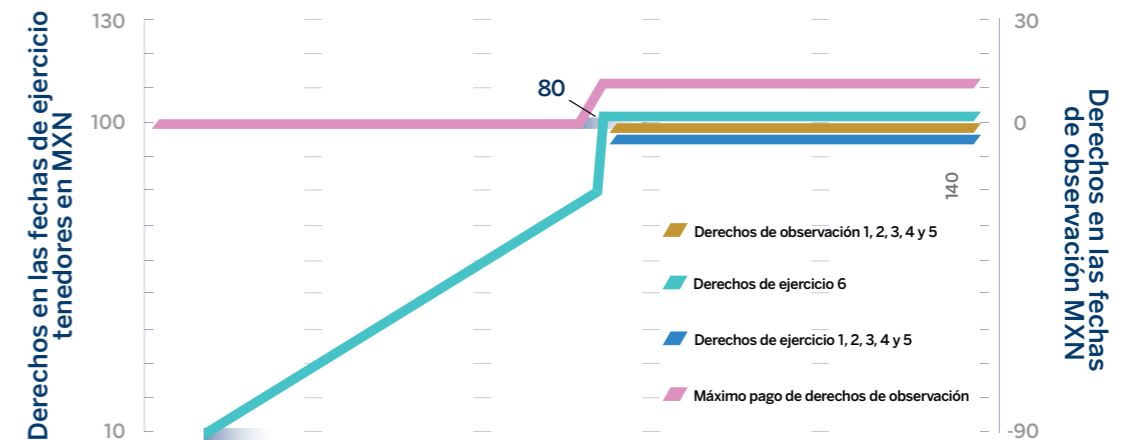 Derechos en las fechas de ejercicio
tenedores en MXN
130
100
10
80
30
0
-90
140
Derechos en las fechas
de observación MXN
Derechos de observación 1, 2, 3, 4 y 5
Derechos de ejercicio 6
Derechos de ejercicio 1, 2, 3, 4 y 5
Máximo pago de derechos de observación